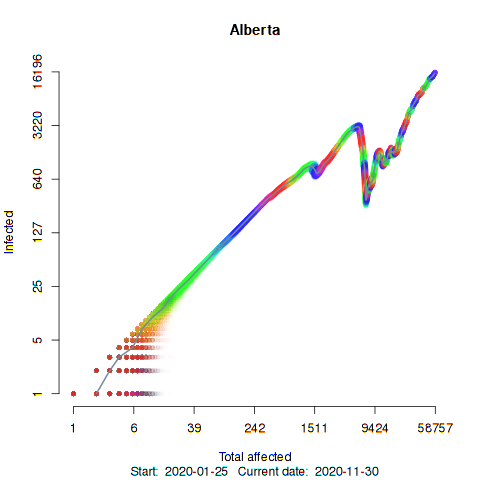 Alberta
16196
3220
640
127
25
5
1
Infected
1 6 39 242 1511 9424 58757
Total affected
Start: 2020-01-25 Current date: 2020-11-30